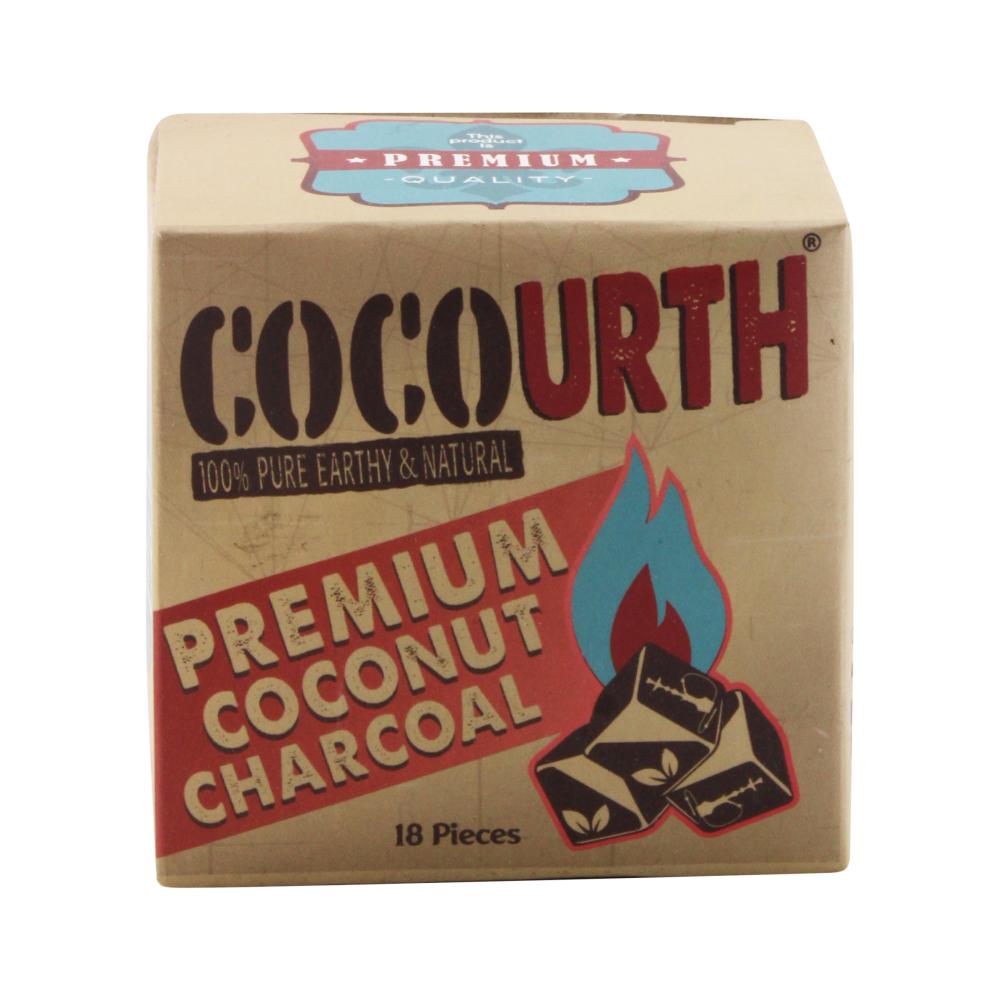 This
product
is
PREMIUM
-QUALITY-
COCOURTH®
100% PURE EARTHY & NATURAL
PREMIUM
COCONUT
CHARCOAL
18 Pieces